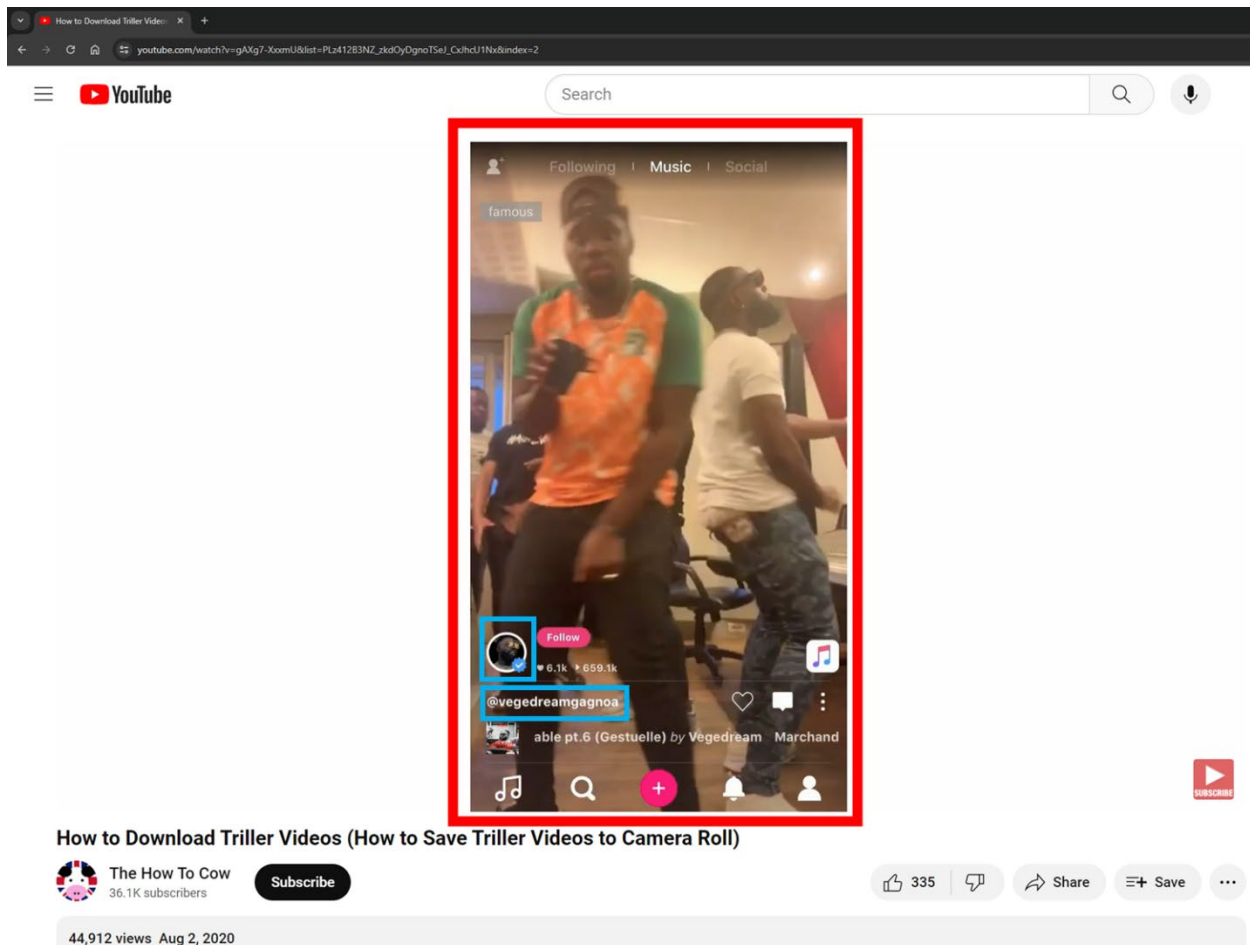 How to Download Triller Video
youtube.com/watch?v=gAXg7-XxxmU&list=PLz412B3NZ_zkdOyDgnoTSeJ_CxJhcU1Nx&index=2
YouTube
Search
Following Music Social
famous
Follow
6.1k 659.1k
@vegedreamgagnoa
able pt.6 (Gestuelle) by Vegedream Marchand
SUBSCRIBE
How to Download Triller Videos (How to Save Triller Videos to Camera Roll)
The How To Cow
36.1K subscribers
Subscribe
335
Share
Save
44,912 views Aug 2, 2020